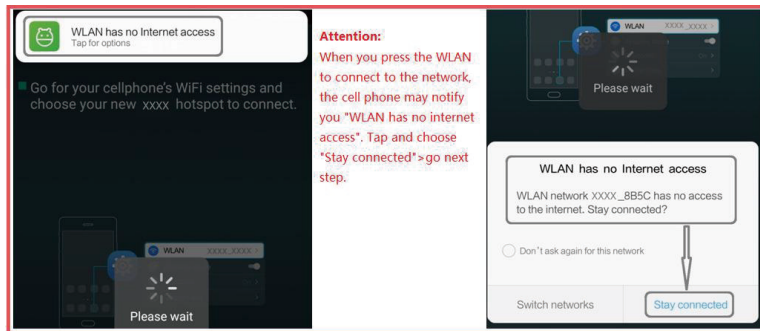 WLAN has no Internet access
Tap for options
Go for your cellphone's WiFi settings and
choose your new xxxx hotspot to connect.
WLAN XXXX_XXXX >
Please wait
Attention:
When you press the WLAN
to connect to the network,
the cell phone may notify
you "WLAN has no internet
access". Tap and choose
"Stay connected">go next
step.
WLAN XXXX_XXXX >
Please wait
WLAN has no Internet access
WLAN network XXXX_8B5C has no access
to the internet. Stay connected?
Don't ask again for this network
Switch networks
Stay connected